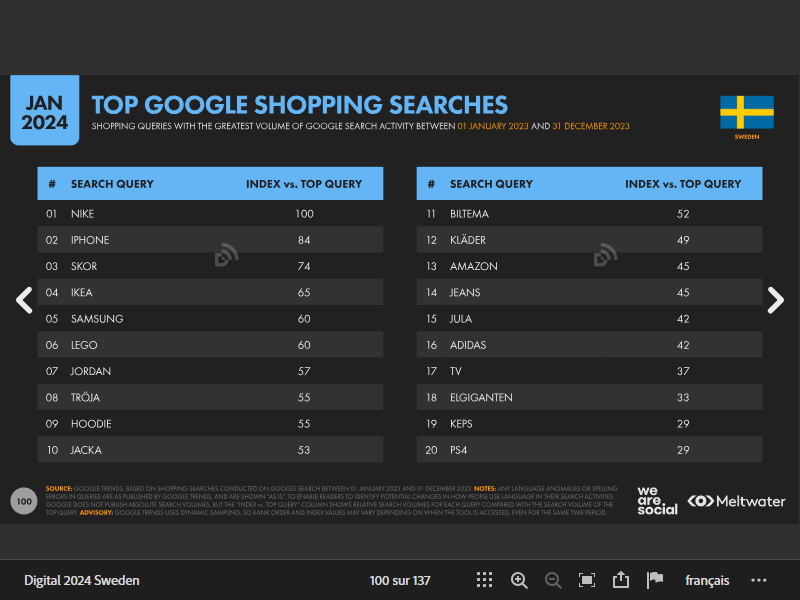 JAN
2024
TOP GOOGLE SHOPPING SEARCHES
SHOPPING QUERIES WITH THE GREATEST VOLUME OF GOOGLE SEARCH ACTIVITY BETWEEN 01 JANUARY 2023 AND 31 DECEMBER 2023
SWEDEN
# SEARCH QUERY INDEX vs. TOP QUERY
01 NIKE 100
02 IPHONE 84
03 SKOR 74
04 IKEA 65
05 SAMSUNG 60
06 LEGO 60
07 JORDAN 57
08 TRÖJA 55
09 HOODIE 55
10 JACKA 53
# SEARCH QUERY INDEX vs. TOP QUERY
11 BILTEMA 52
12 KLÄDER 49
13 AMAZON 45
14 JEANS 45
15 JULA 42
16 ADIDAS 42
17 TV 37
18 ELGIGANTEN 33
19 KEPS 29
20 PS4 29
100
SOURCE: GOOGLE TRENDS, BASED ON SHOPPING SEARCHES CONDUCTED ON GOOGLE SEARCH BETWEEN 01 JANUARY 2023 AND 31 DECEMBER 2023. NOTES: ANY LANGUAGE ANOMALIES OR SPELLING
ERRORS IN QUERIES ARE AS PUBLISHED BY GOOGLE TRENDS, AND ARE SHOWN "AS IS", TO ENABLE READERS TO IDENTIFY POTENTIAL CHANGES IN HOW PEOPLE USE LANGUAGE IN THEIR SEARCH ACTIVITIES.
GOOGLE DOES NOT PUBLISH ABSOLUTE SEARCH VOLUMES, BUT THE "INDEX vs. TOP QUERY" COLUMN SHOWS RELATIVE SEARCH VOLUMES FOR EACH QUERY COMPARED WITH THE SEARCH VOLUME OF THE
TOP QUERY. ADVISORY: GOOGLE TRENDS USES DYNAMIC SAMPLING, SO RANK ORDER AND INDEX VALUES MAY VARY DEPENDING ON WHEN THE TOOL IS ACCESSED, EVEN FOR THE SAME TIME PERIOD.
we
are.
social
Meltwater
Digital 2024 Sweden
100 sur 137
français